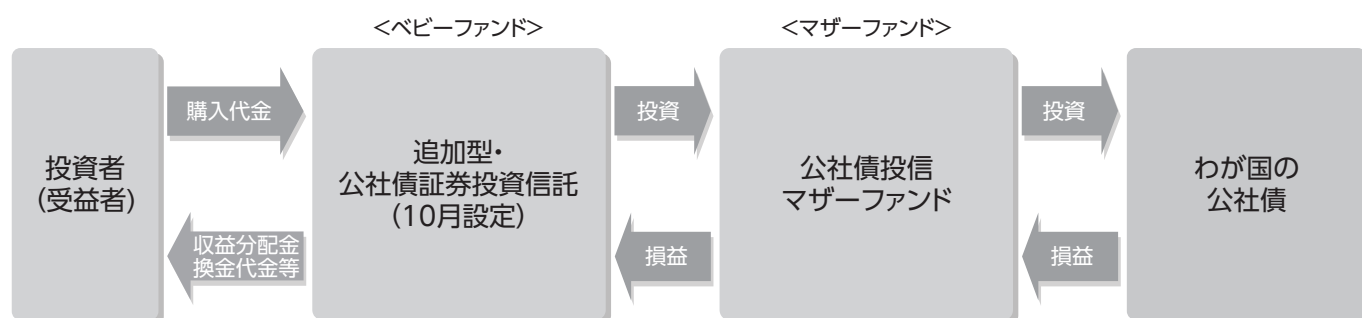 ＜ベビーファンド＞
＜マザーファンド＞
投資者
(受益者)
購入代金
収益分配金
換金代金等
追加型・
公社債証券投資信託
(10月設定)
投資
損益
公社債投信
マザーファンド
投資
損益
わが国の
公社債